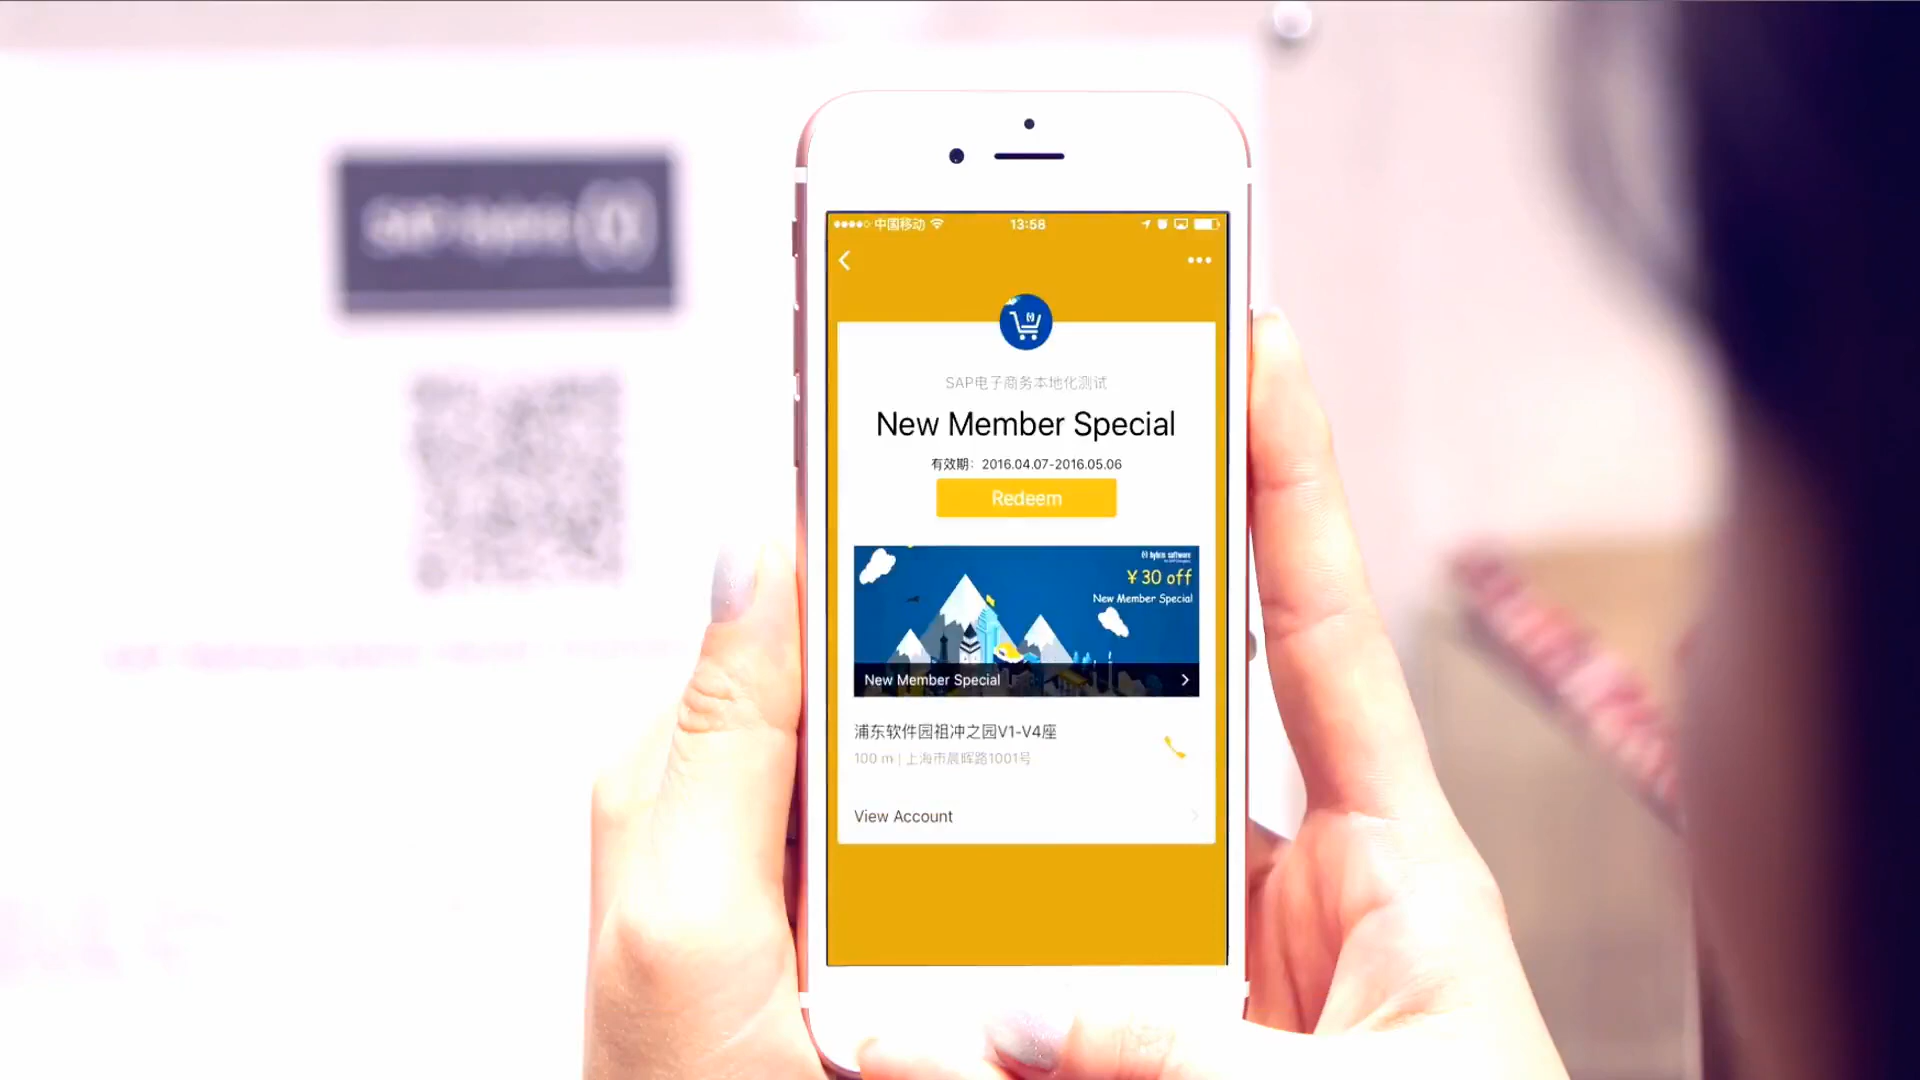 中国移动
13:58
SAP电子商务本地化测试
New Member Special
有效期：2016.04.07-2016.05.06
Redeem
(Y) hybris software
¥30 off
New Member Special
New Member Special
浦东软件园祖冲之园V1-V4座
100 m | 上海市晨晖路1001号
View Account